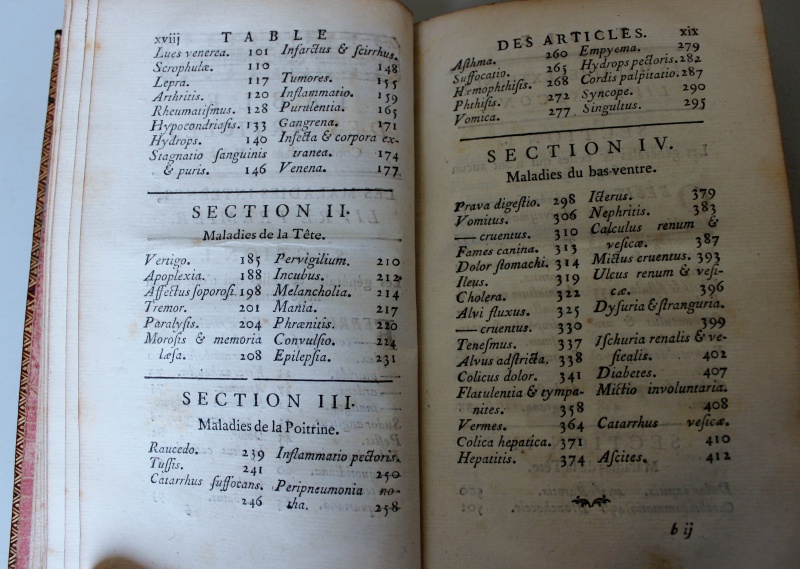 xviij TABLE
Lues venerea. 101
Scrophulæ. 110
Lepra. 117
Arthritis. 120
Rheumatiſmus. 128
Hypocondriaſis. 133
Hydrops. 140
Stagnatio ſanguinis
& puris. 146
Infarctus & ſcirrhus.
148
Tumores. 155
Inflammatio. 159
Purulentia. 165
Gangrena. 171
Inſecta & corpora ex-
tranea. 174
Venena. 177
SECTION II.
Maladies de la Tête.
Vertigo. 185
Apoplexia. 188
Affectus ſoporoſi. 198
Tremor. 201
Paralyſis. 204
Moroſis & memoria
læſa. 208
Pervigilium. 210
Incubus. 212
Melancholia. 214
Mania. 217
Phrænitis. 220
Convulſio. 224
Epilepſia. 231
SECTION III.
Maladies de la Poitrine.
Raucedo. 239
Tuſſis. 241
Catarrhus ſuffocans.
246
Inflammatio pectoris.
250
Peripneumonia no-
tha. 258
DES ARTICLES. xix
Aſthma. 260
Suffocatio. 265
Hæmophthiſis. 268
Phthiſis. 272
Vomica. 277
Empyema. 279
Hydrops pectoris. 282
Cordis palpitatio. 287
Syncope. 290
Singultus. 295
SECTION IV.
Maladies du bas-ventre.
Prava digeſtio. 298
Vomitus. 306
— cruentus. 310
Fames canina. 313
Dolor ſtomachi. 314
Ileus. 319
Cholera. 322
Alvi fluxus. 325
— cruentus. 330
Teneſmus. 337
Alvus adſtricta. 338
Colicus dolor. 341
Flatulentia & tympa-
nites. 358
Vermes. 364
Colica hepatica. 371
Hepatitis. 374
Icterus. 379
Nephritis. 383
Calculus renum &
veſicæ. 387
Mictus cruentus. 393
Ulcus renum & veſi-
cæ. 396
Dyſuria & ſtranguria.
399
Iſchuria renalis & ve-
ſicalis. 402
Diabetes. 407
Mictio involuntaria.
408
Catarrhus veſicæ.
410
Aſcites. 412
b ij